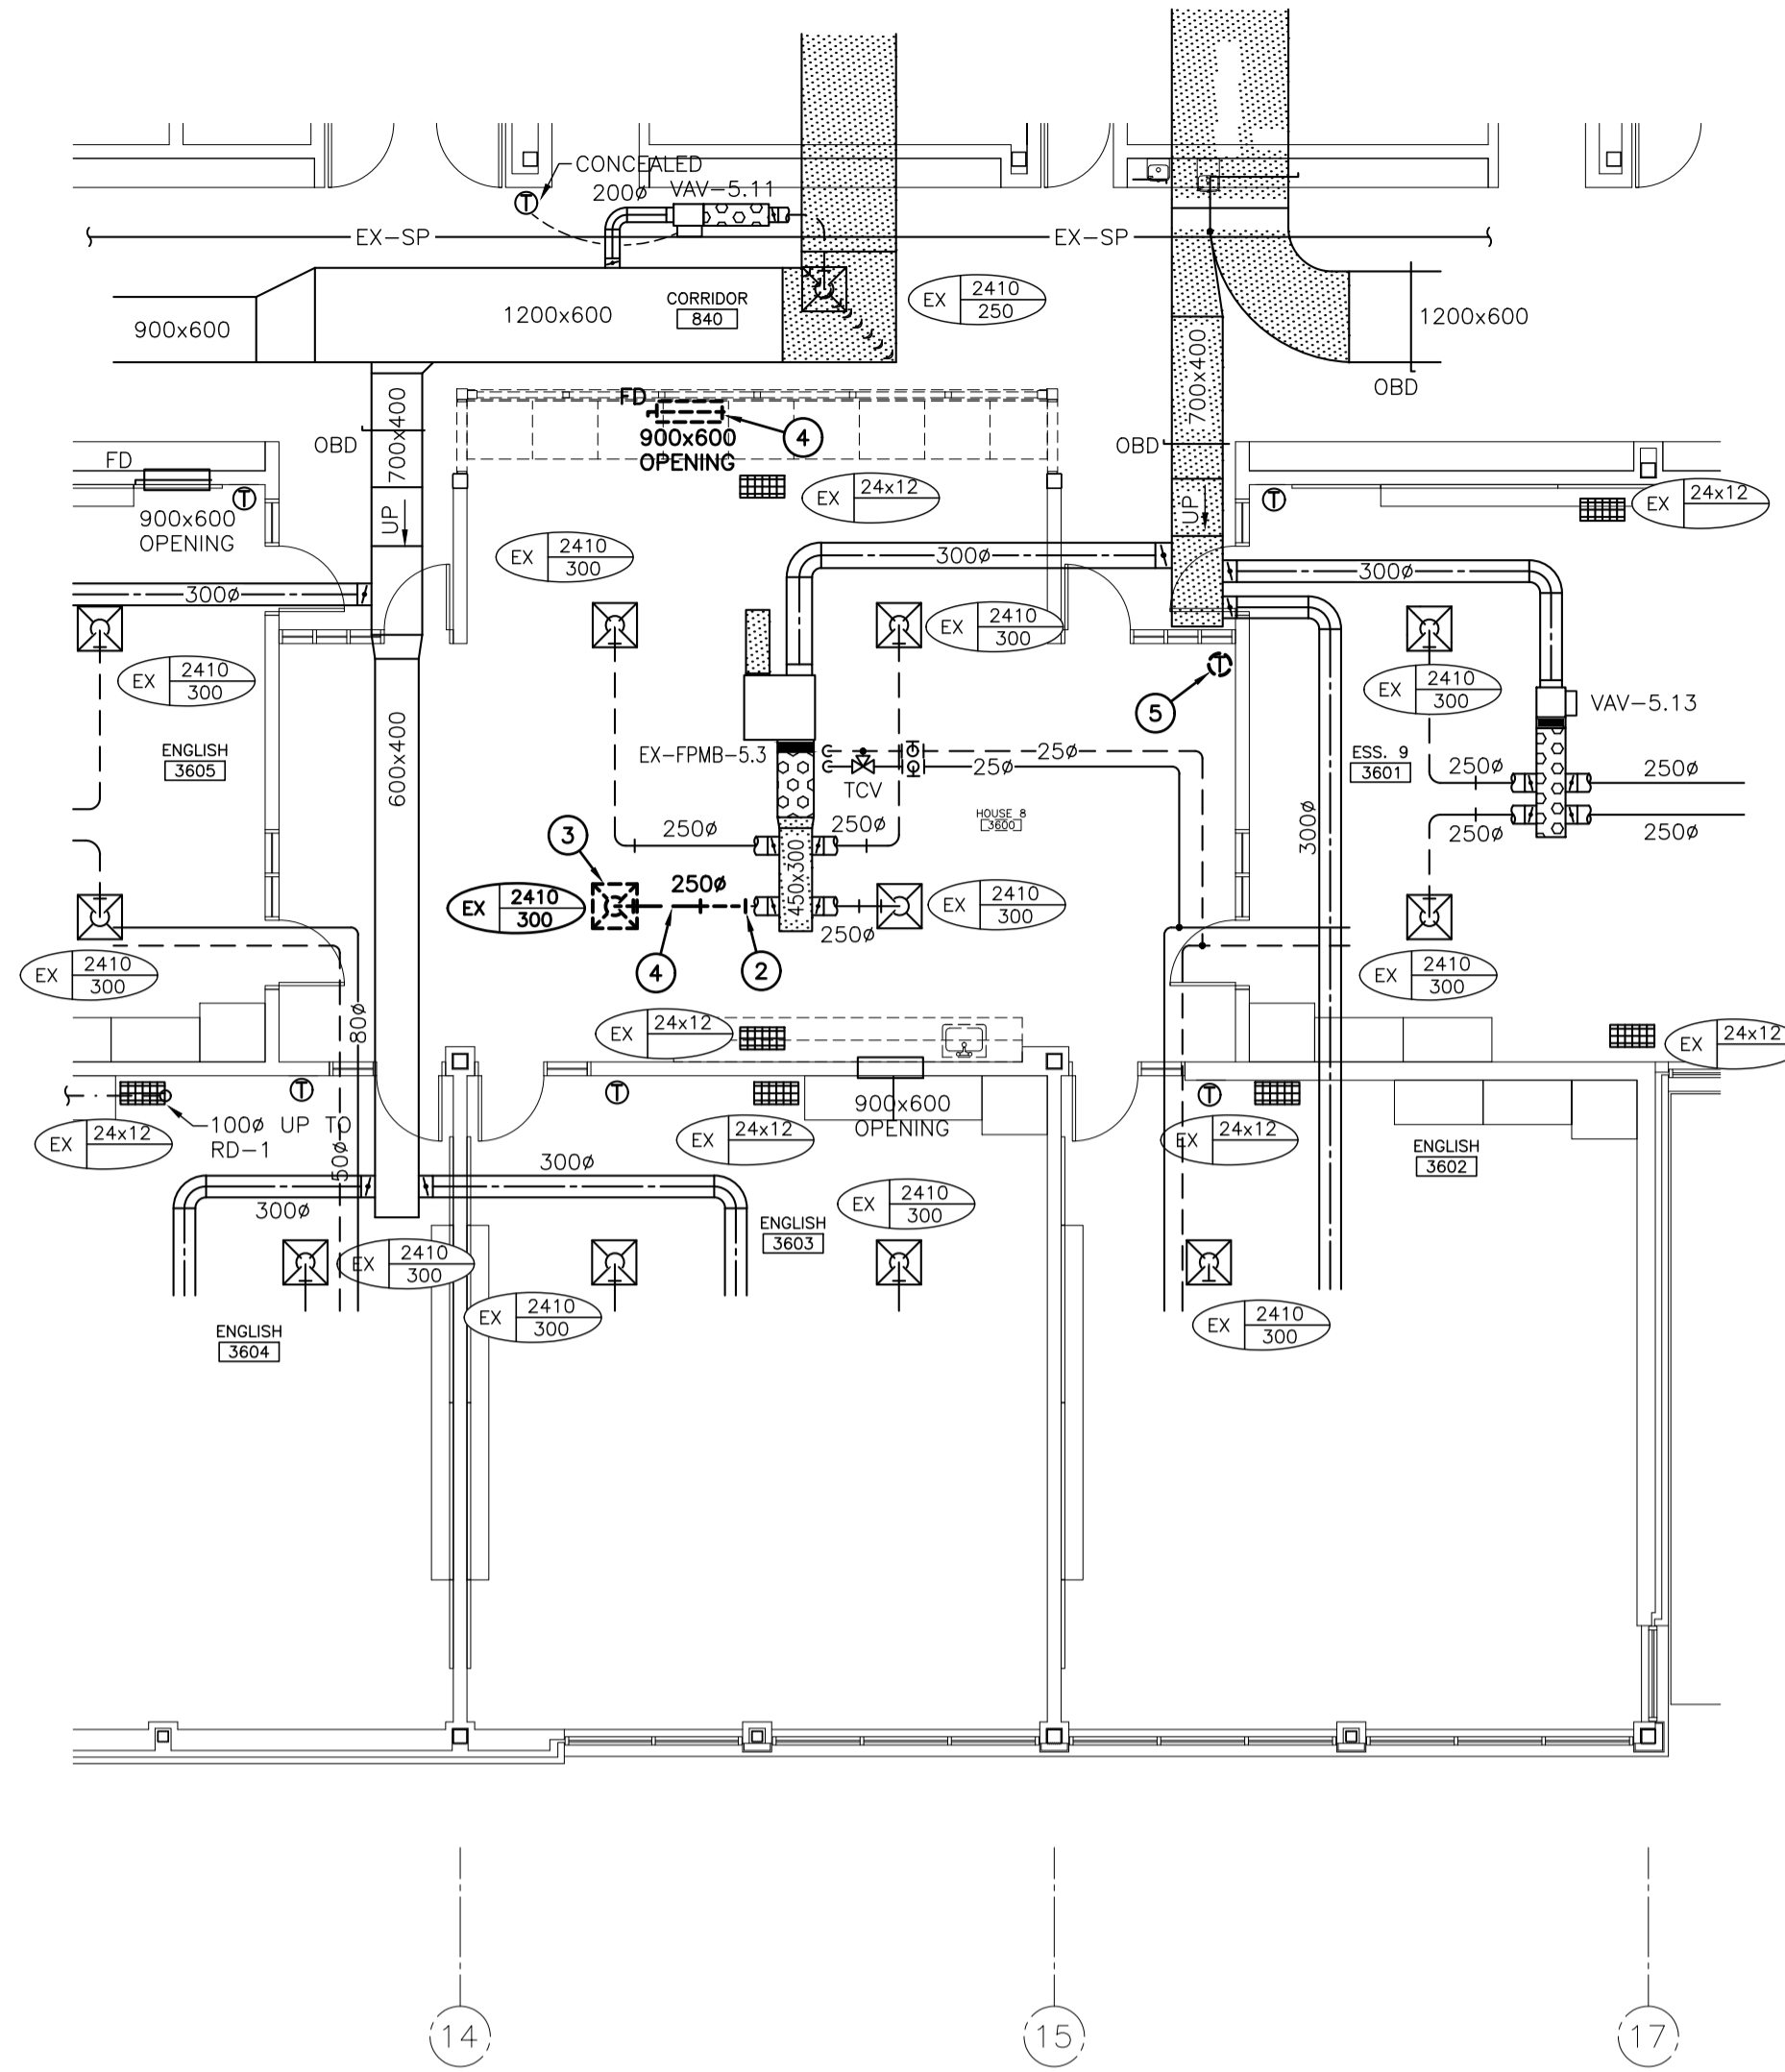 CONCEALED
200ø
VAV-5.11
T
EX-SP
EX-SP
900x600
1200x600
CORRIDOR
840
EX 2410
250
1200x600
OBD
700x400
OBD
700x400
OBD
FD
900x600
OPENING
4
FD
T
900x600
OPENING
UP
EX 24x12
UP
T
EX 24x12
EX 2410
300
300ø
300ø
300ø
EX 2410
300
EX 2410
300
EX 2410
300
T
5
VAV-5.13
ENGLISH
3605
600x400
EX-FPMB-5.3
25ø
25ø
TCV
ESS. 9
3601
250ø
250ø
HOUSE 8
3600
3
250ø
250ø
450x300
300ø
250ø
250ø
EX 2410
300
250ø
EX 2410
300
250ø
4
2
EX 2410
300
EX 2410
300
80ø
EX 24x12
EX 24x12
T
T
T
100ø UP TO
RD-1
EX 24x12
50ø
EX 24x12
900x600
OPENING
EX 24x12
ENGLISH
3602
300ø
300ø
EX 2410
300
ENGLISH
3603
EX 2410
300
EX 2410
300
EX 2410
300
ENGLISH
3604
14
15
17